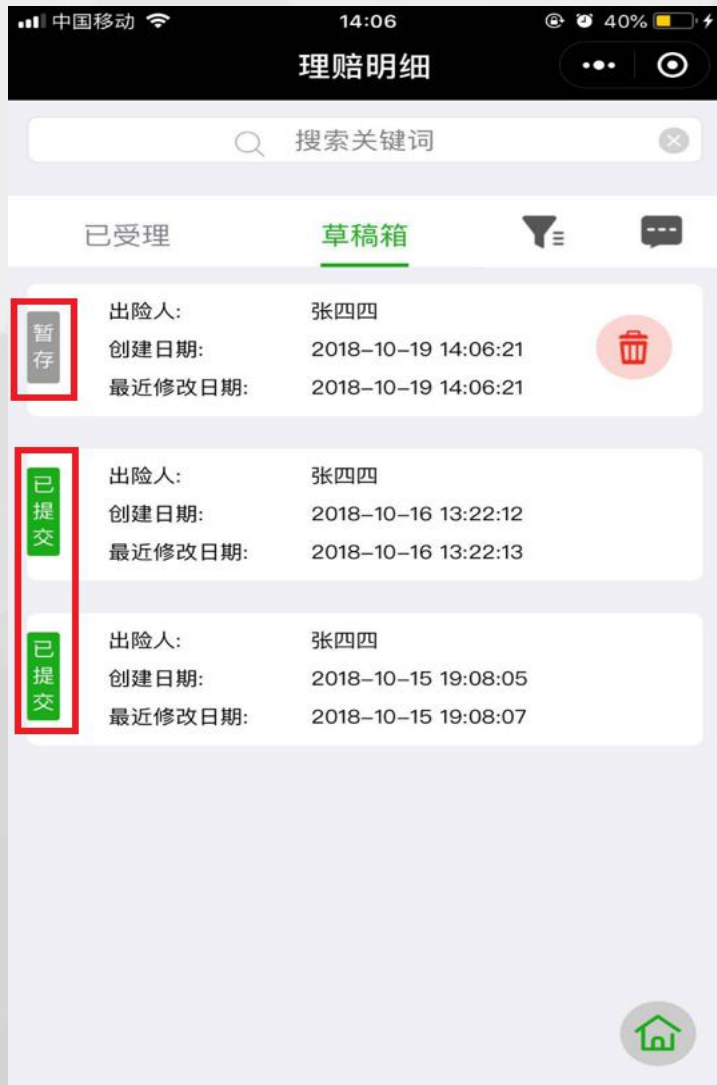 中国移动 14:06 40%
理赔明细
搜索关键词
已受理 草稿箱
暂存
出险人: 张四四
创建日期: 2018-10-19 14:06:21
最近修改日期: 2018-10-19 14:06:21
已提交
出险人: 张四四
创建日期: 2018-10-16 13:22:12
最近修改日期: 2018-10-16 13:22:13
已提交
出险人: 张四四
创建日期: 2018-10-15 19:08:05
最近修改日期: 2018-10-15 19:08:07